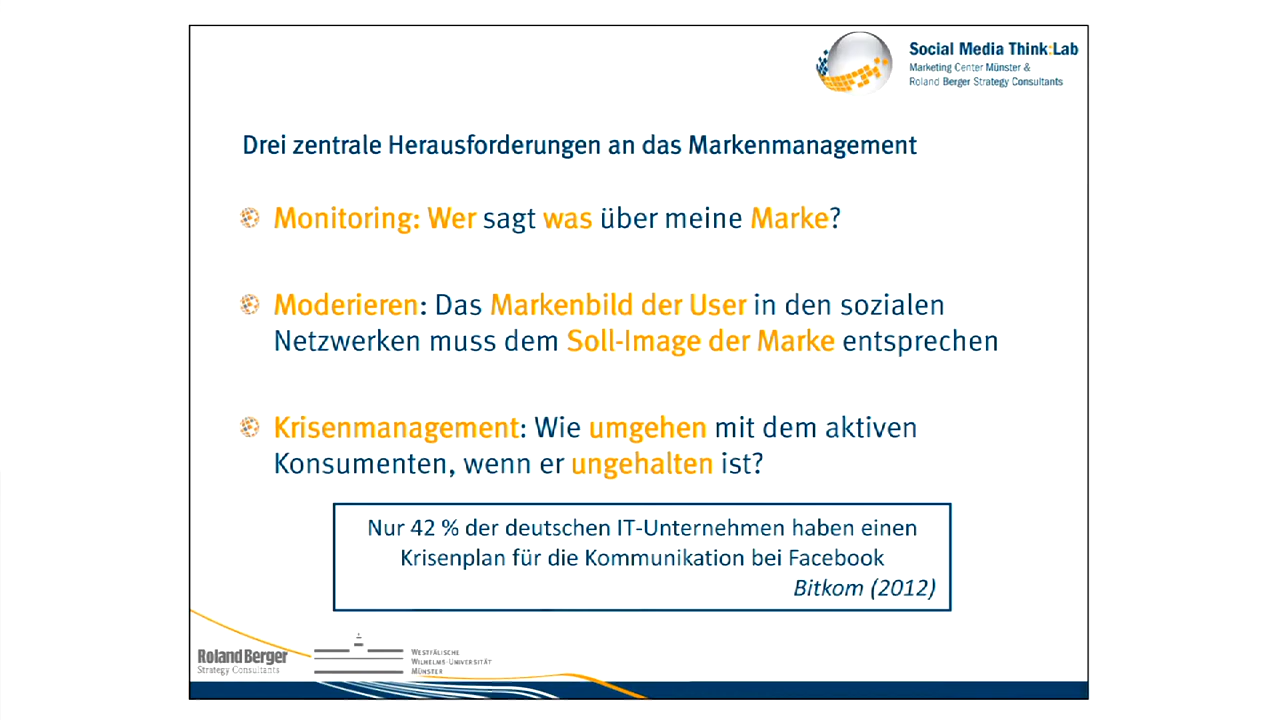 Social Media Think:Lab
Marketing Center Münster &
Roland Berger Strategy Consultants
Drei zentrale Herausforderungen an das Markenmanagement
Monitoring: Wer sagt was über meine Marke?
Moderieren: Das Markenbild der User in den sozialen
Netzwerken muss dem Soll-Image der Marke entsprechen
Krisenmanagement: Wie umgehen mit dem aktiven
Konsumenten, wenn er ungehalten ist?
Nur 42 % der deutschen IT-Unternehmen haben einen
Krisenplan für die Kommunikation bei Facebook
Bitkom (2012)
Roland Berger
Strategy Consultants
Westfälische
Wilhelms-Universität
Münster